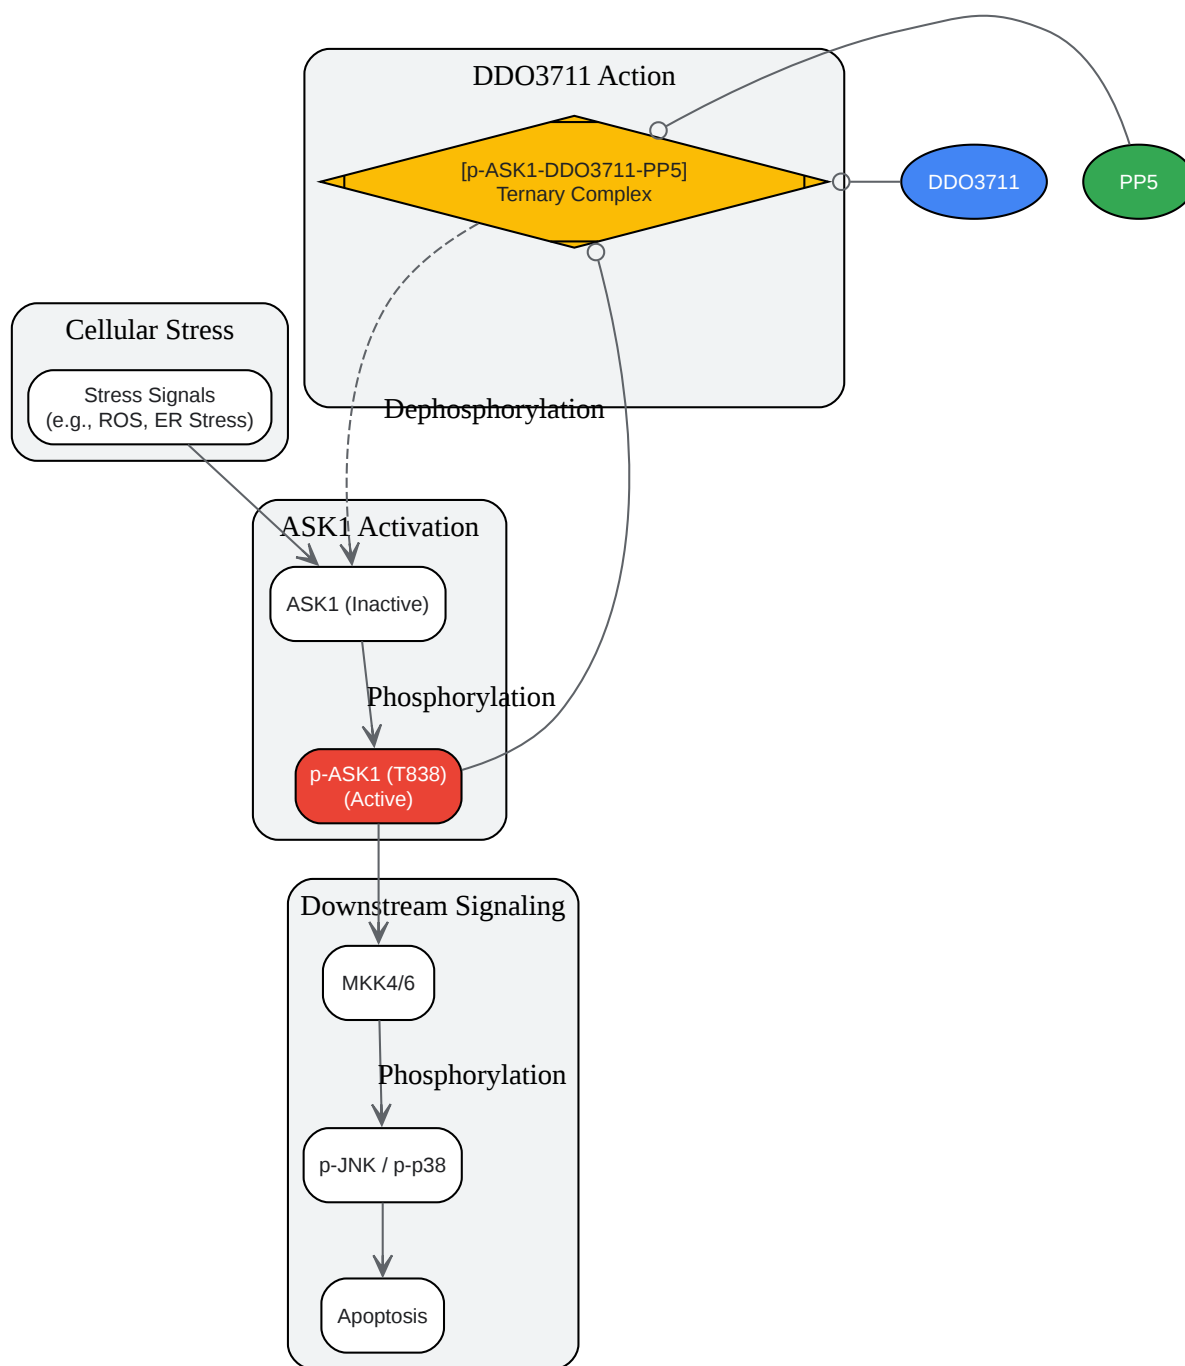 DDO3711 Action
[p-ASK1-DDO3711-PP5]
Ternary Complex
DDO3711
PP5
Cellular Stress
Stress Signals
(e.g., ROS, ER Stress)
Dephosphorylation
ASK1 Activation
ASK1 (Inactive)
Phosphorylation
p-ASK1 (T838)
(Active)
Downstream Signaling
MKK4/6
Phosphorylation
p-JNK / p-p38
Apoptosis